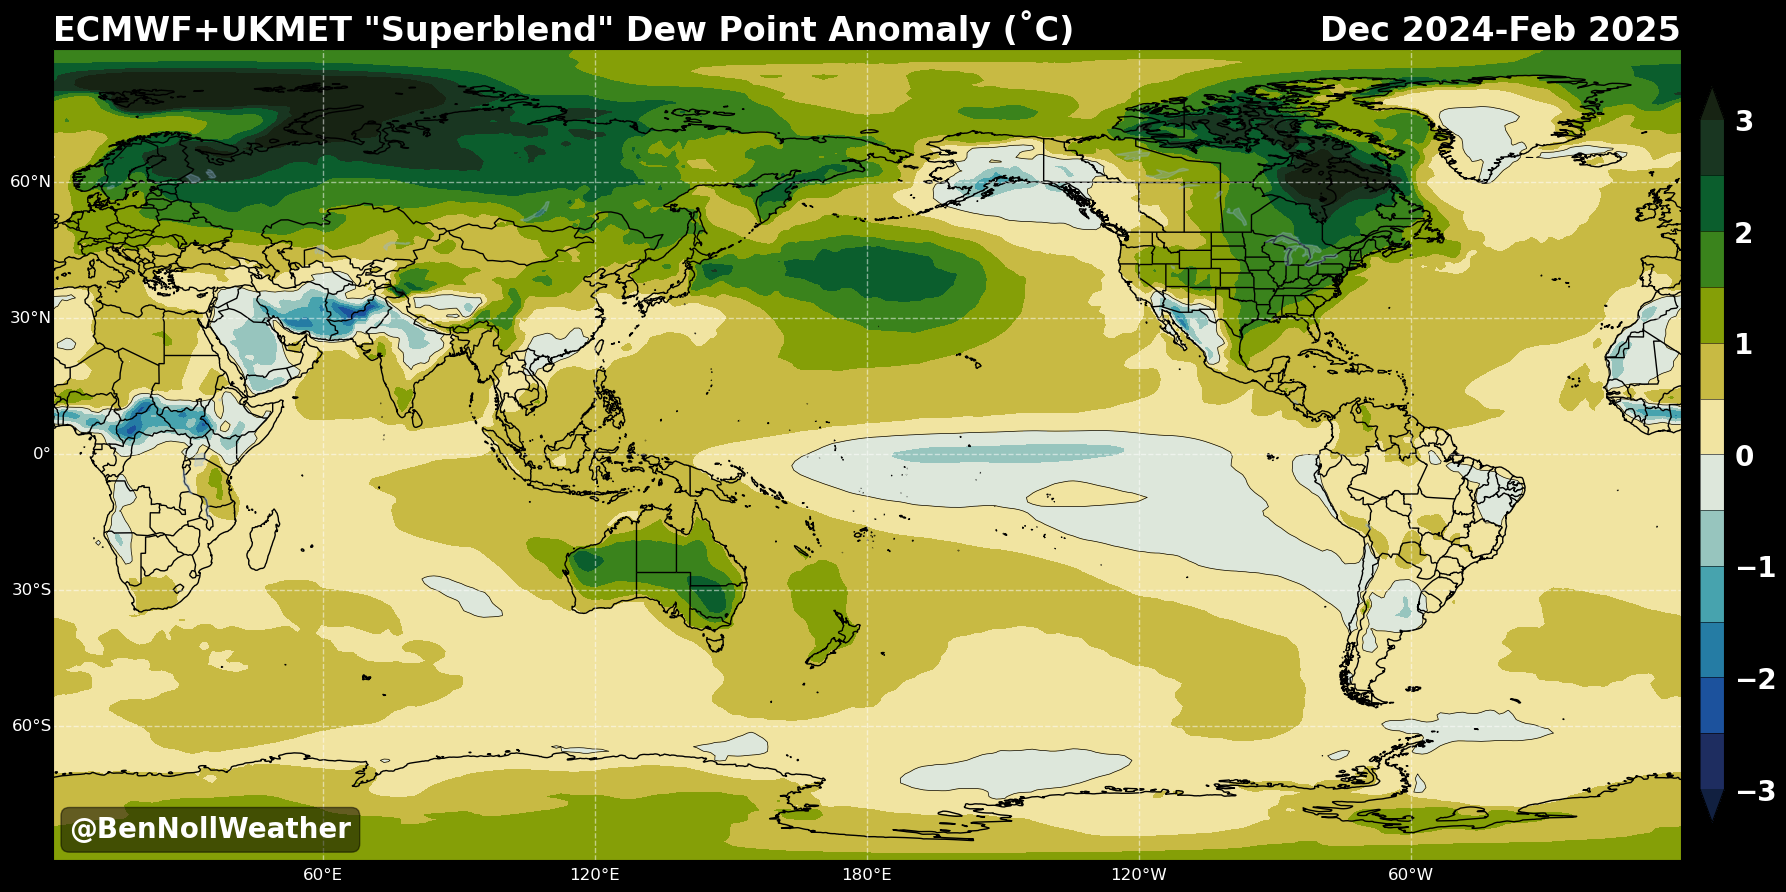 ECMWF+UKMET "Superblend" Dew Point Anomaly (˚C)
Dec 2024-Feb 2025
3
2
1
0
−1
−2
−3
60°N
30°N
0°
30°S
60°S
@BenNollWeather
60°E
120°E
180°E
120°W
60°W